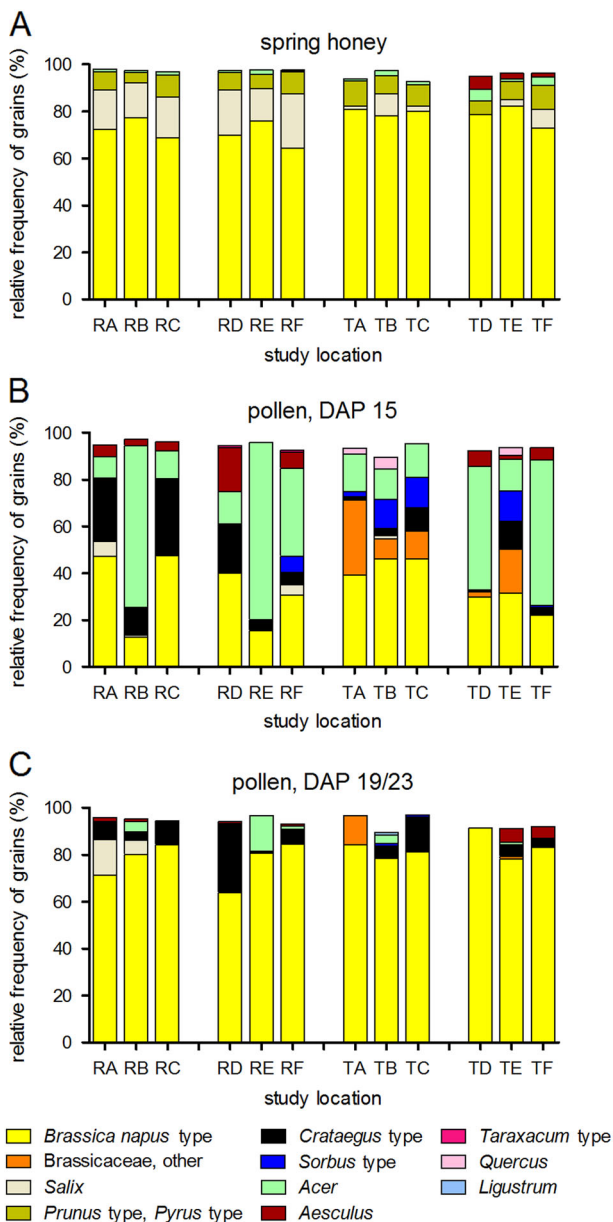 A
spring honey
relative frequency of grains (%)
100
80
60
40
20
0
RA RB RC RD RE RF TA TB TC TD TE TF
study location
B
pollen, DAP 15
relative frequency of grains (%)
100
80
60
40
20
0
RA RB RC RD RE RF TA TB TC TD TE TF
study location
C
pollen, DAP 19/23
relative frequency of grains (%)
100
80
60
40
20
0
RA RB RC RD RE RF TA TB TC TD TE TF
study location
Brassica napus type
Brassicaceae, other
Salix
Prunus type, Pyrus type
Crataegus type
Sorbus type
Acer
Aesculus
Taraxacum type
Quercus
Ligustrum